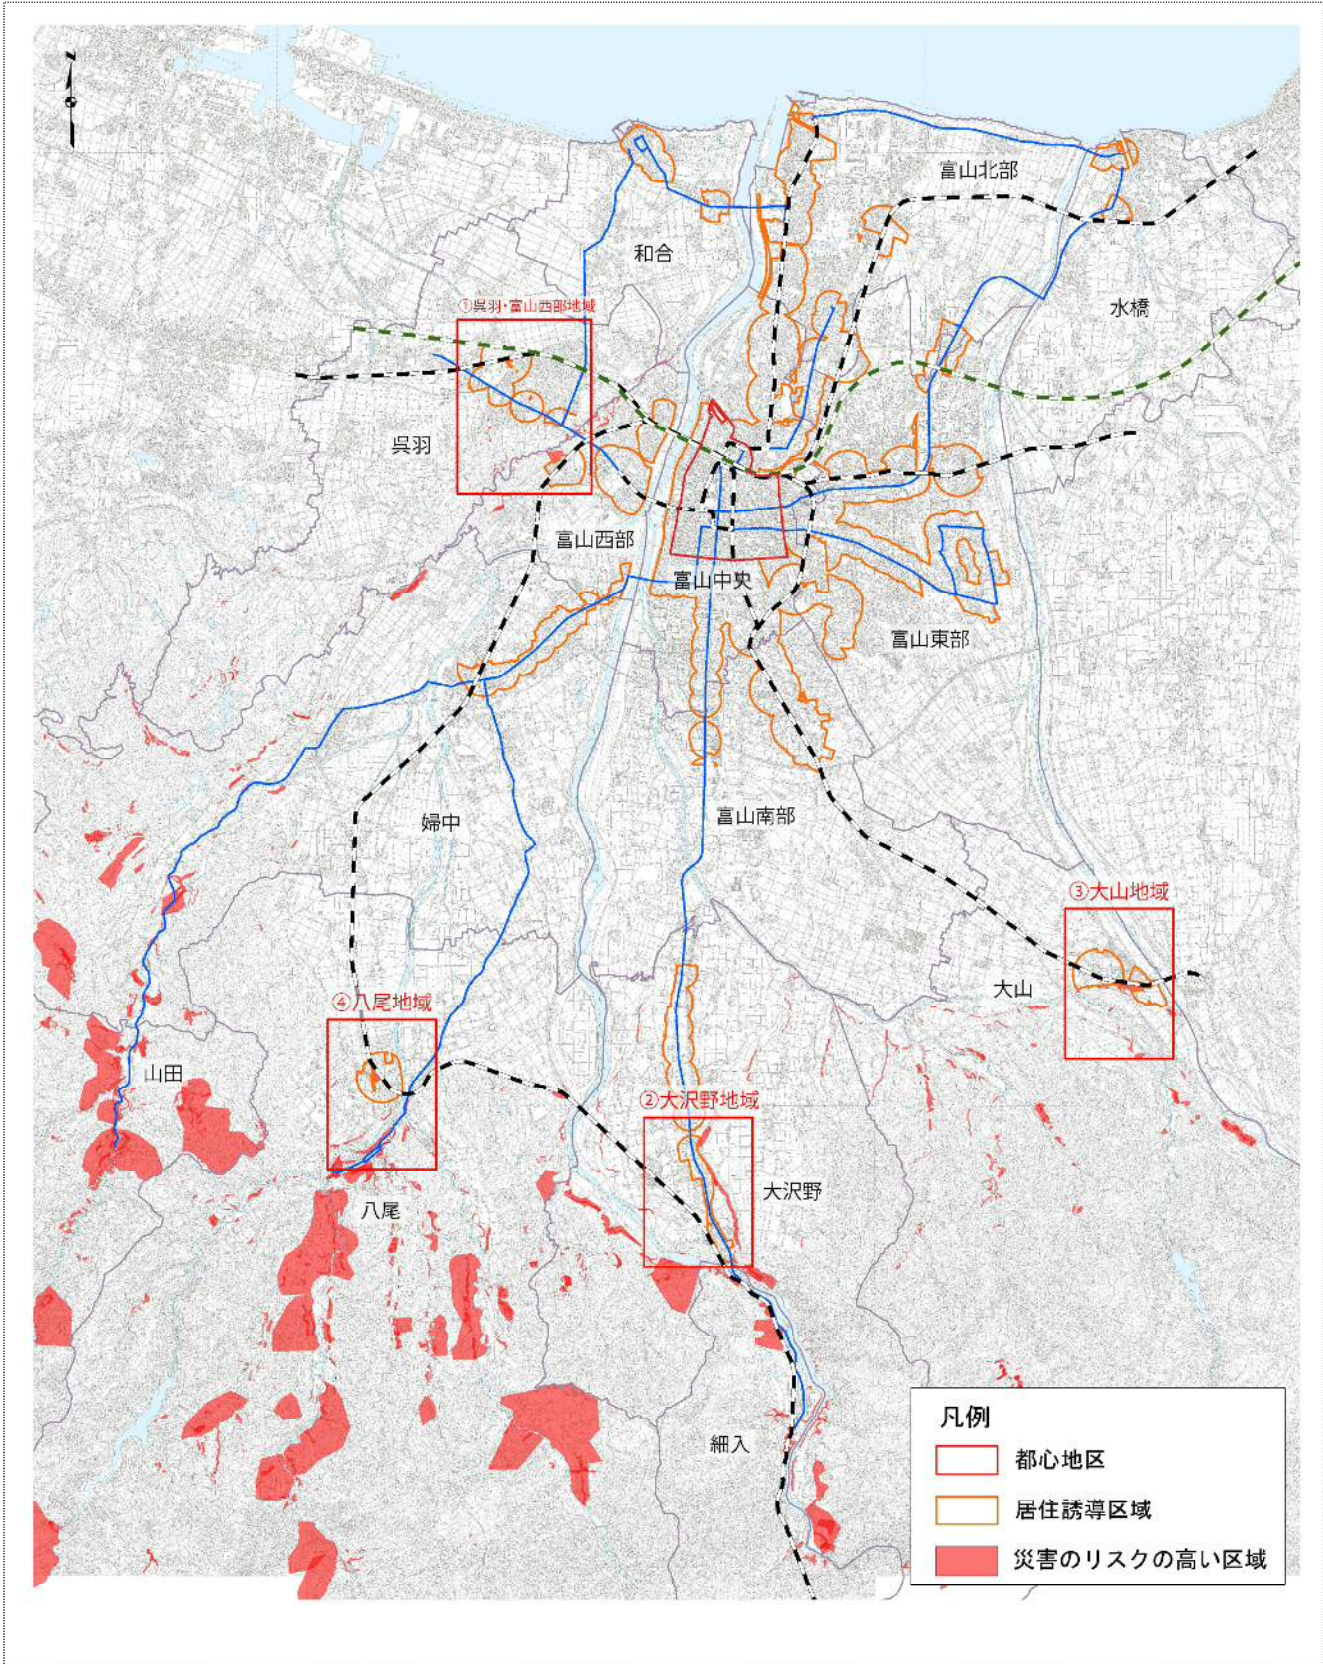 N
富山北部
和合
①呉羽・富山西部地域
水橋
呉羽
富山西部
富山中央
富山東部
富山南部
婦中
③大山地域
大山
④八尾地域
山田
②大沢野地域
大沢野
八尾
細入
凡例
都心地区
居住誘導区域
災害のリスクの高い区域